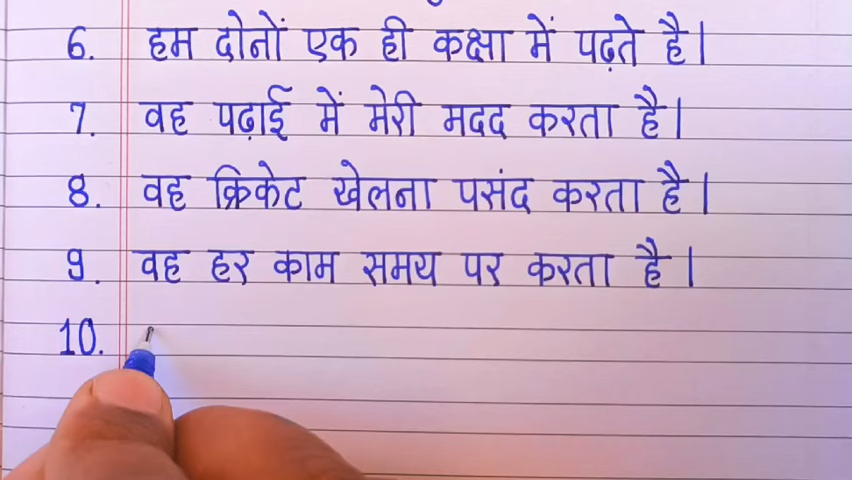 6. हम दोनों एक ही कक्षा में पढ़ते है।
7. वह पढ़ाई में मेरी मदद करता है।
8. वह क्रिकेट खेलना पसंद करता है।
9. वह हर काम समय पर करता है।
10.